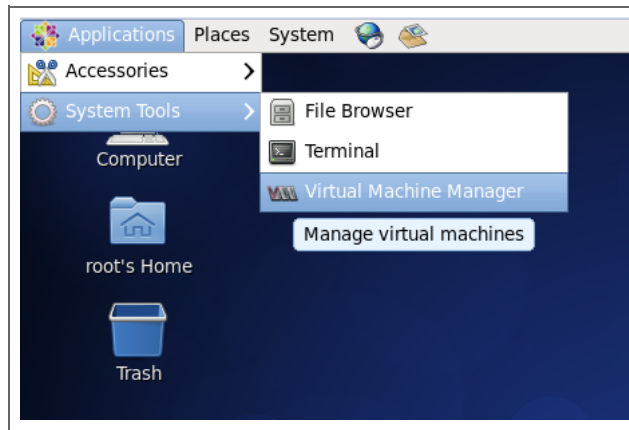 Applications Places System
Accessories
System Tools
File Browser
Terminal
Virtual Machine Manager
Manage virtual machines
Computer
root's Home
Trash